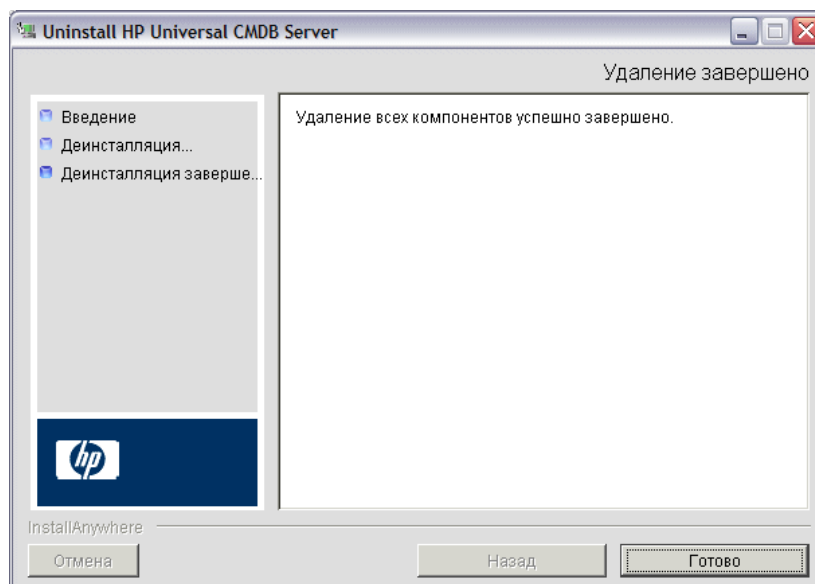 Uninstall HP Universal CMDB Server
Удаление завершено
Введение
Деинсталляция...
Деинсталляция заверше...
Удаление всех компонентов успешно завершено.
hp
InstallAnywhere
Отмена
Назад
Готово